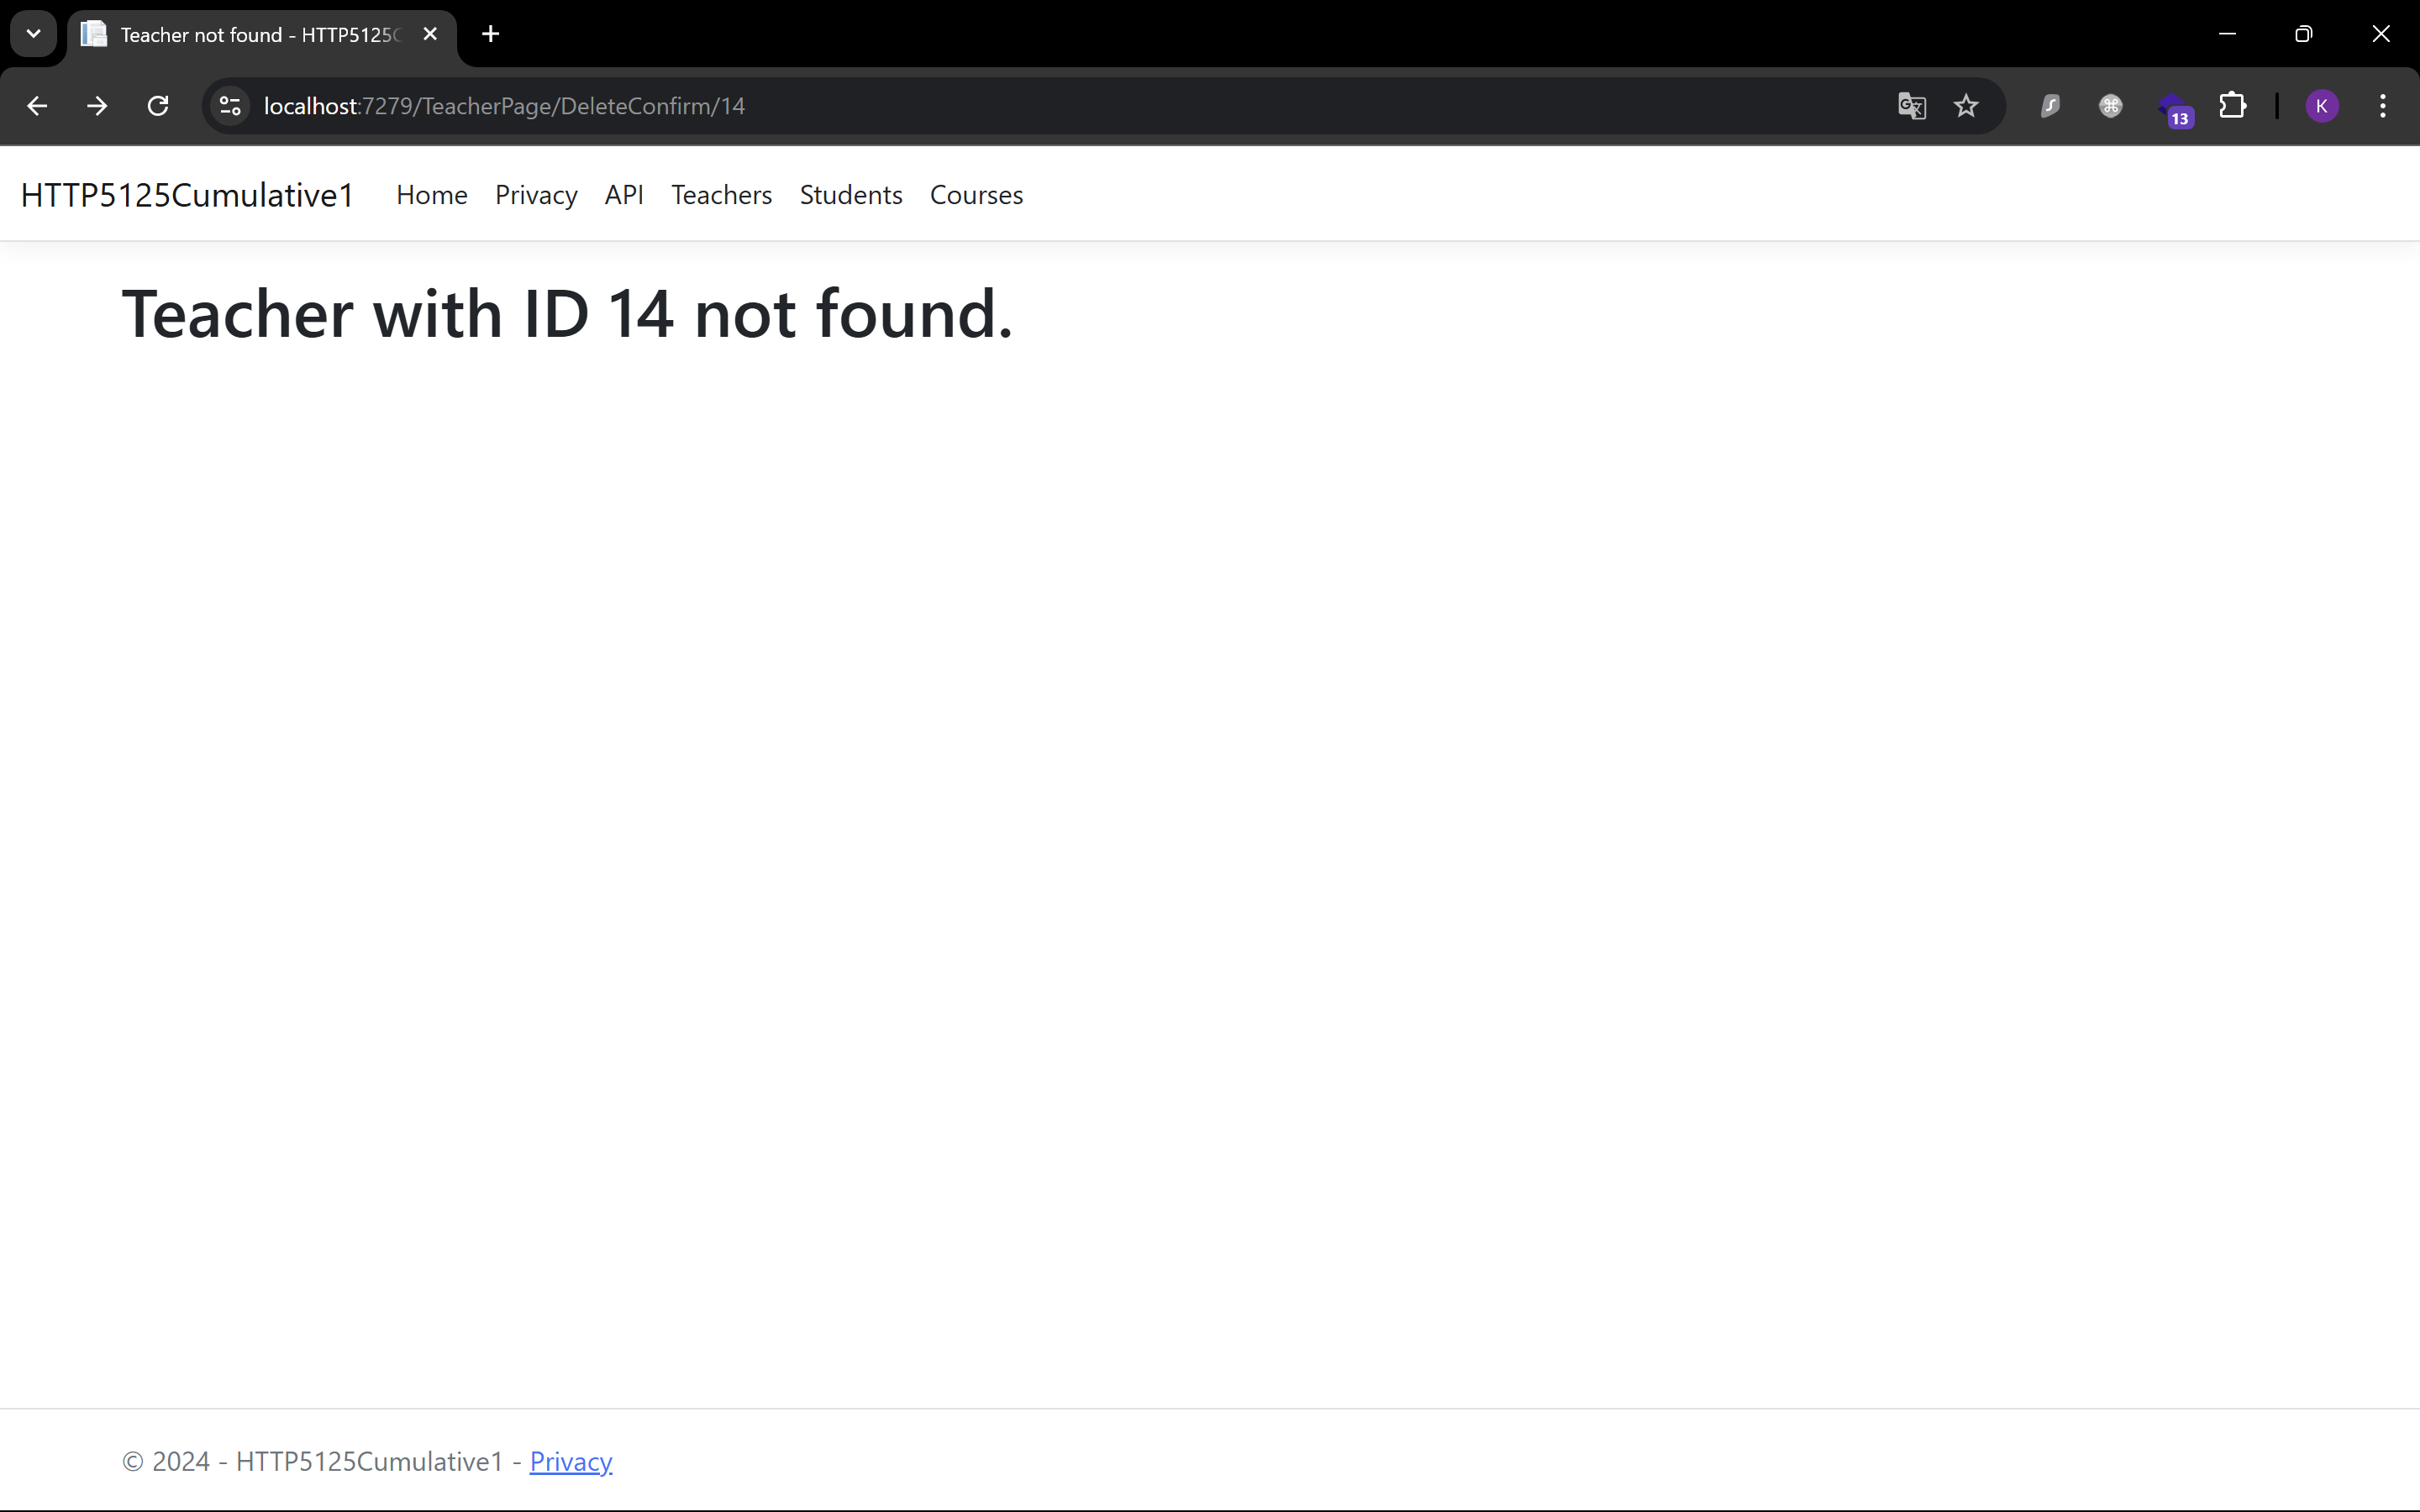 Teacher not found - HTTP5125C
localhost:7279/TeacherPage/DeleteConfirm/14
13
K
HTTP5125Cumulative1 Home Privacy API Teachers Students Courses
Teacher with ID 14 not found.
© 2024 - HTTP5125Cumulative1 - Privacy